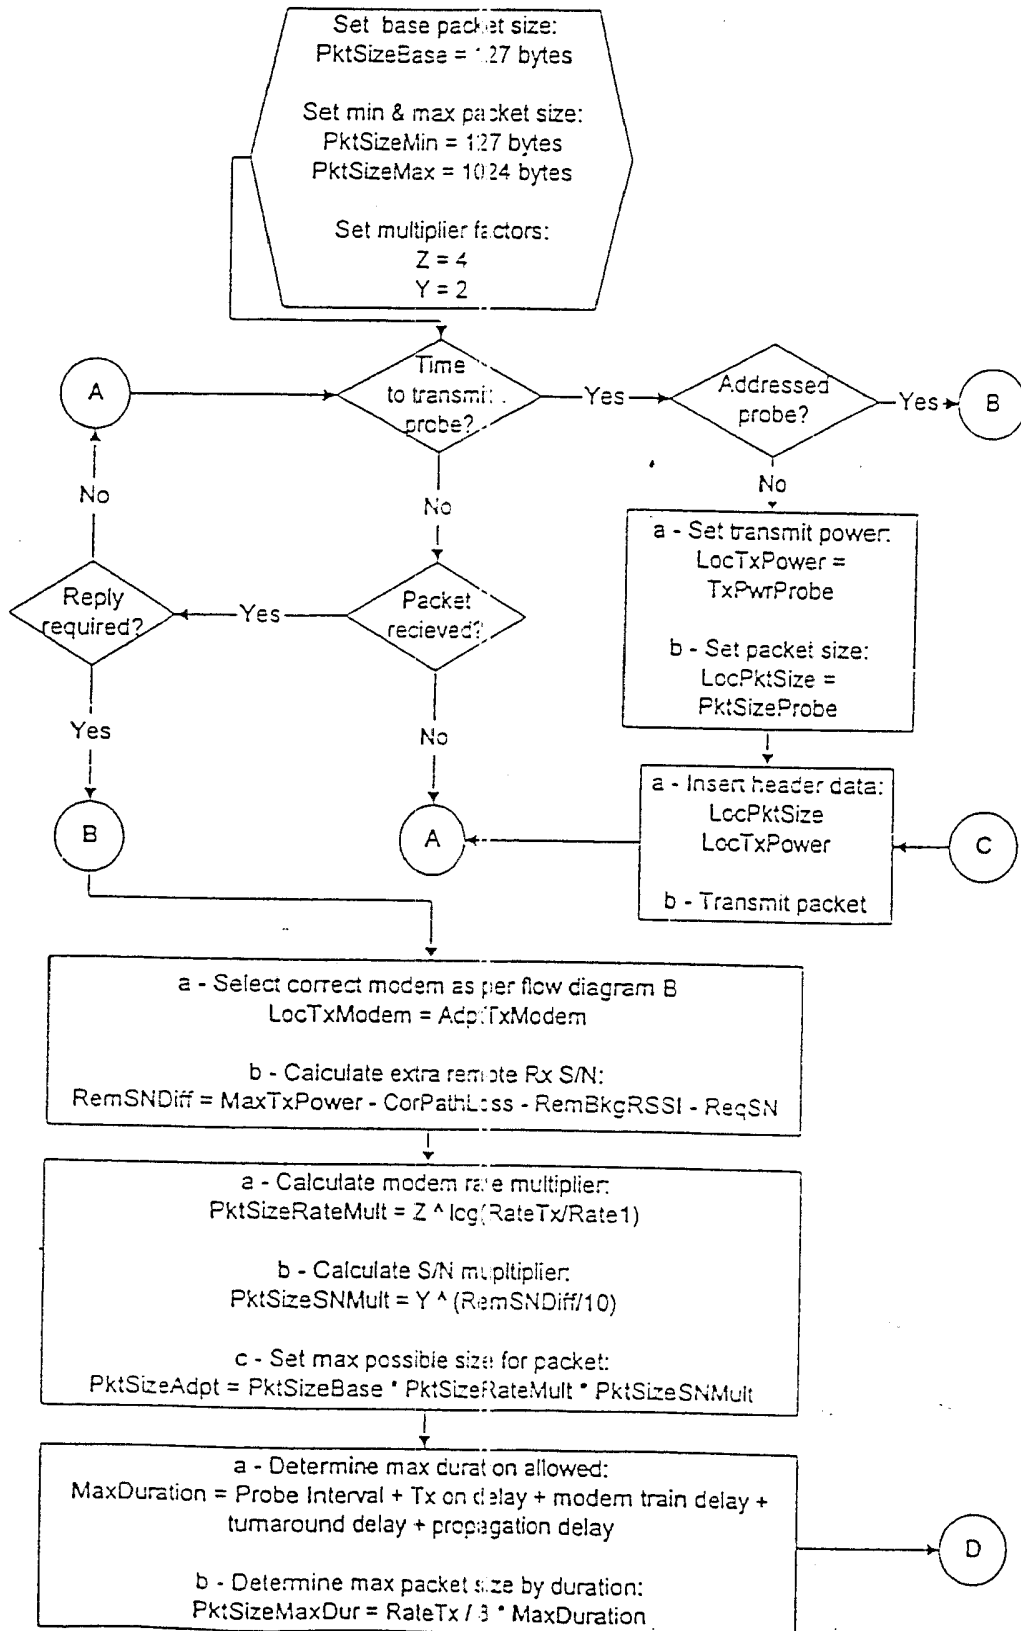 Set base packet size:
PktSizeBase = 127 bytes
Set min & max packet size:
PktSizeMin = 127 bytes
PktSizeMax = 1024 bytes
Set multiplier factors:
Z = 4
Y = 2
A
Time
to transmit
probe?
Yes
Addressed
probe?
Yes
B
No
No
No
a - Set transmit power:
LocTxPower =
TxPwrProbe
b - Set packet size:
LocPktSize =
PktSizeProbe
Reply
required?
Yes
Packet
recieved?
Yes
No
B
A
a - Insert header data:
LocPktSize
LocTxPower
b - Transmit packet
C
a - Select correct modem as per flow diagram B
LocTxModem = AdptTxModem
b - Calculate extra remote Rx S/N:
RemSNDiff = MaxTxPower - CorPathLoss - RemBkgRSSI - ReqSN
a - Calculate modem rate multiplier:
PktSizeRateMult = Z ^ log(RateTx/Rate1)
b - Calculate S/N mupltiplier:
PktSizeSNMult = Y ^ (RemSNDiff/10)
c - Set max possible size for packet:
PktSizeAdpt = PktSizeBase * PktSizeRateMult * PktSizeSNMult
a - Determine max duration allowed:
MaxDuration = Probe Interval + Tx on delay + modem train delay +
turnaround delay + propagation delay
b - Determine max packet size by duration:
PktSizeMaxDur = RateTx / 8 * MaxDuration
D